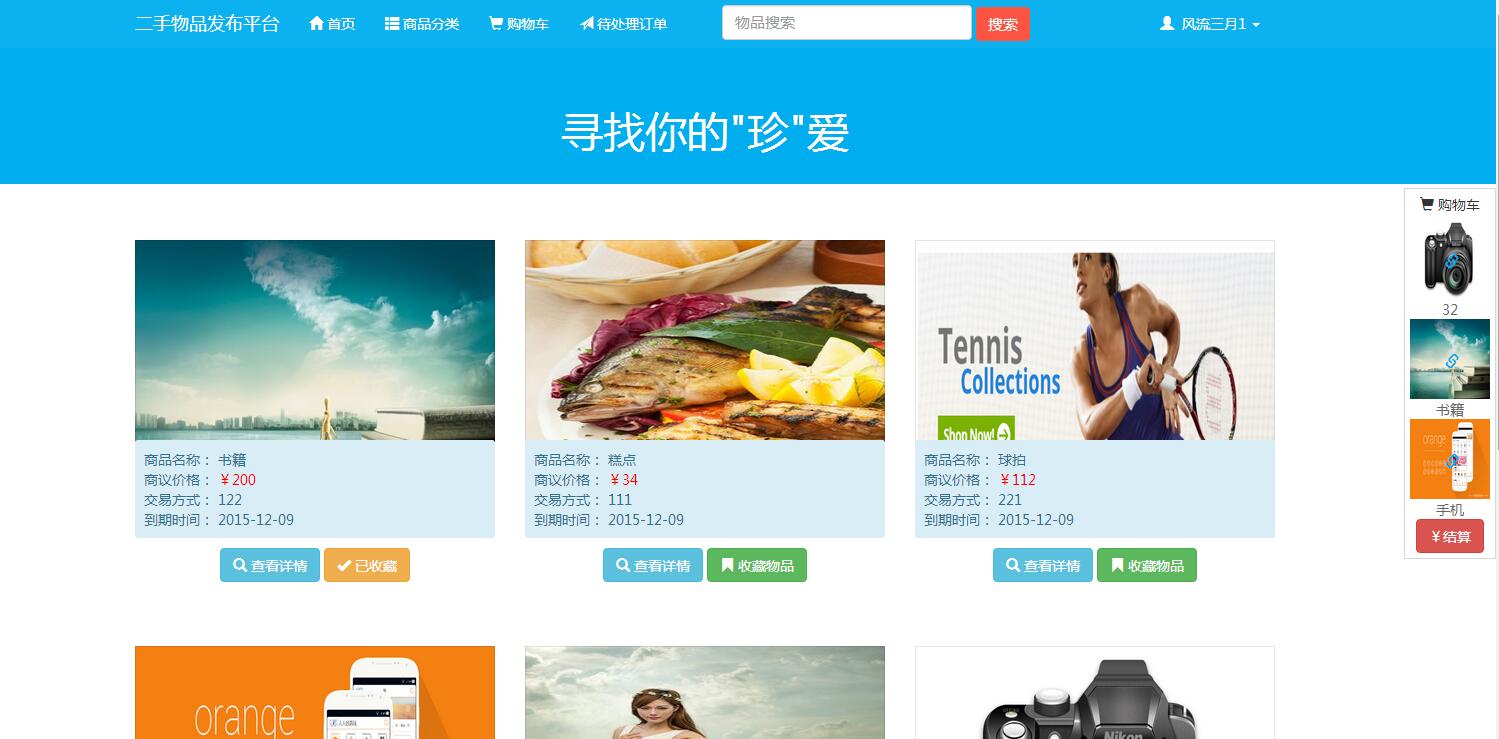 二手物品发布平台 首页 商品分类 购物车 待处理订单 物品搜索 搜索 风流三月1
寻找你的"珍"爱
购物车
32
书籍
orange
手机
￥结算
Tennis
Collections
Shop Now!
商品名称： 书籍
商议价格： ￥200
交易方式： 122
到期时间： 2015-12-09
查看详情 已收藏
商品名称： 糕点
商议价格： ￥34
交易方式： 111
到期时间： 2015-12-09
查看详情 收藏物品
商品名称： 球拍
商议价格： ￥112
交易方式： 221
到期时间： 2015-12-09
查看详情 收藏物品
orange
Nikon